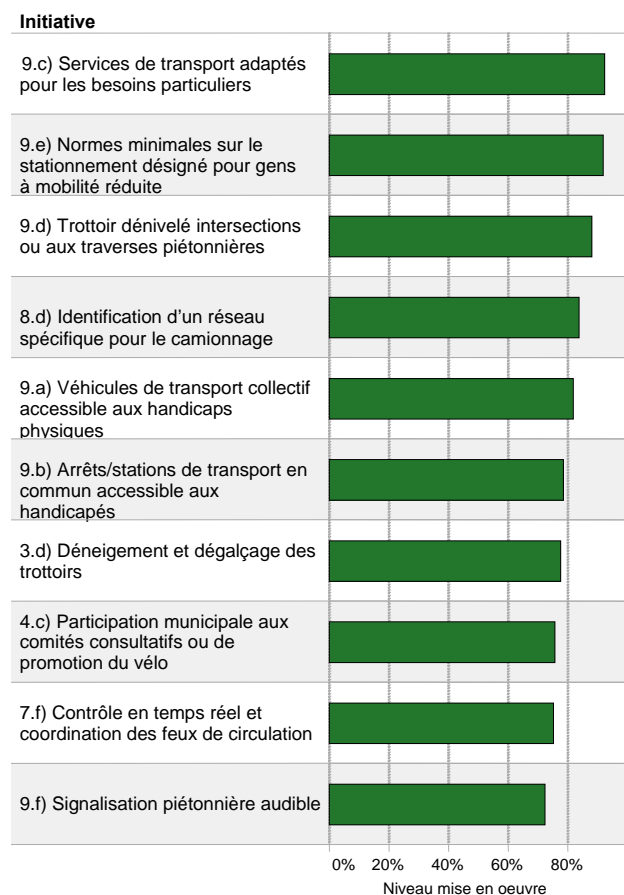 Initiative
9.c) Services de transport adaptés
pour les besoins particuliers
9.e) Normes minimales sur le
stationnement désigné pour gens
à mobilité réduite
9.d) Trottoir dénivelé intersections
ou aux traverses piétonnières
8.d) Identification d'un réseau
spécifique pour le camionnage
9.a) Véhicules de transport collectif
accessible aux handicaps
physiques
9.b) Arrêts/stations de transport en
commun accessible aux
handicapés
3.d) Déneigement et dégalçage des
trottoirs
4.c) Participation municipale aux
comités consultatifs ou de
promotion du vélo
7.f) Contrôle en temps réel et
coordination des feux de circulation
9.f) Signalisation piétonnière audible
0% 20% 40% 60% 80%
Niveau mise en oeuvre